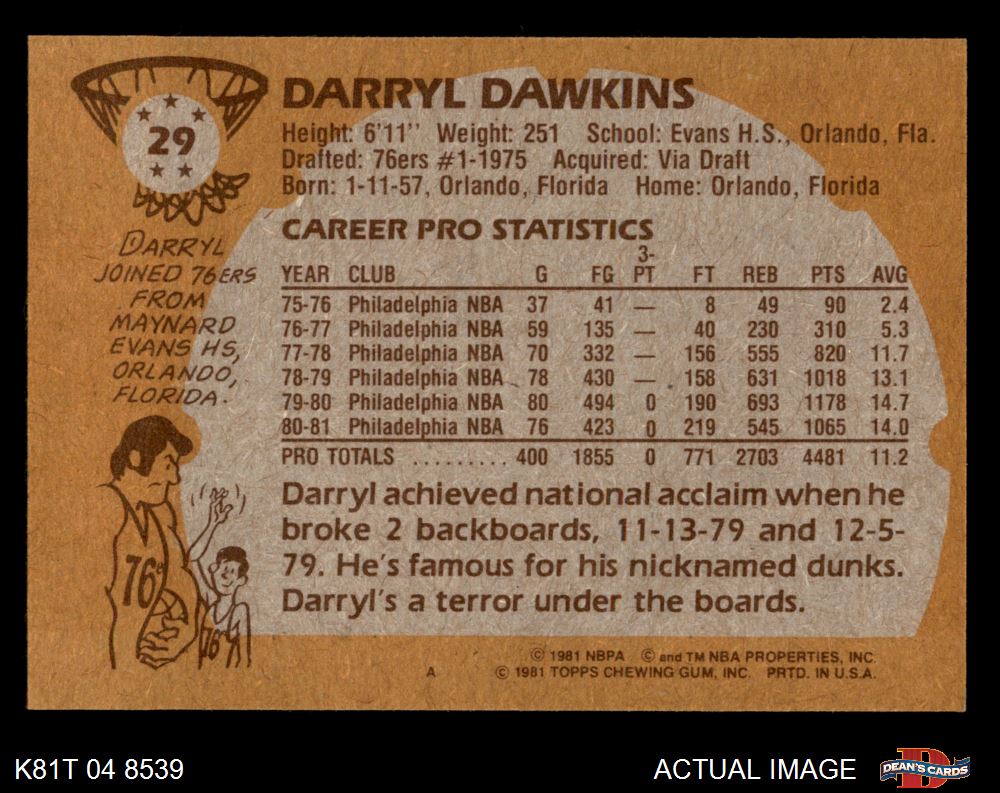 29
DARRYL DAWKINS
Height: 6'11'' Weight: 251 School: Evans H.S., Orlando, Fla.
Drafted: 76ers #1-1975 Acquired: Via Draft
Born: 1-11-57, Orlando, Florida Home: Orlando, Florida
DARRYL
JOINED 76ERS
FROM
MAYNARD
EVANS HS,
ORLANDO,
FLORIDA.
76
76
CAREER PRO STATISTICS
YEAR CLUB G FG 3-PT FT REB PTS AVG
75-76 Philadelphia NBA 37 41 — 8 49 90 2.4
76-77 Philadelphia NBA 59 135 — 40 230 310 5.3
77-78 Philadelphia NBA 70 332 — 156 555 820 11.7
78-79 Philadelphia NBA 78 430 — 158 631 1018 13.1
79-80 Philadelphia NBA 80 494 0 190 693 1178 14.7
80-81 Philadelphia NBA 76 423 0 219 545 1065 14.0
PRO TOTALS ......... 400 1855 0 771 2703 4481 11.2
Darryl achieved national acclaim when he
broke 2 backboards, 11-13-79 and 12-5-
79. He's famous for his nicknamed dunks.
Darryl's a terror under the boards.
© 1981 NBPA © and TM NBA PROPERTIES, INC.
A © 1981 TOPPS CHEWING GUM, INC. PRTD. IN U.S.A.
K81T 04 8539
ACTUAL IMAGE
D
DEAN'S CARDS